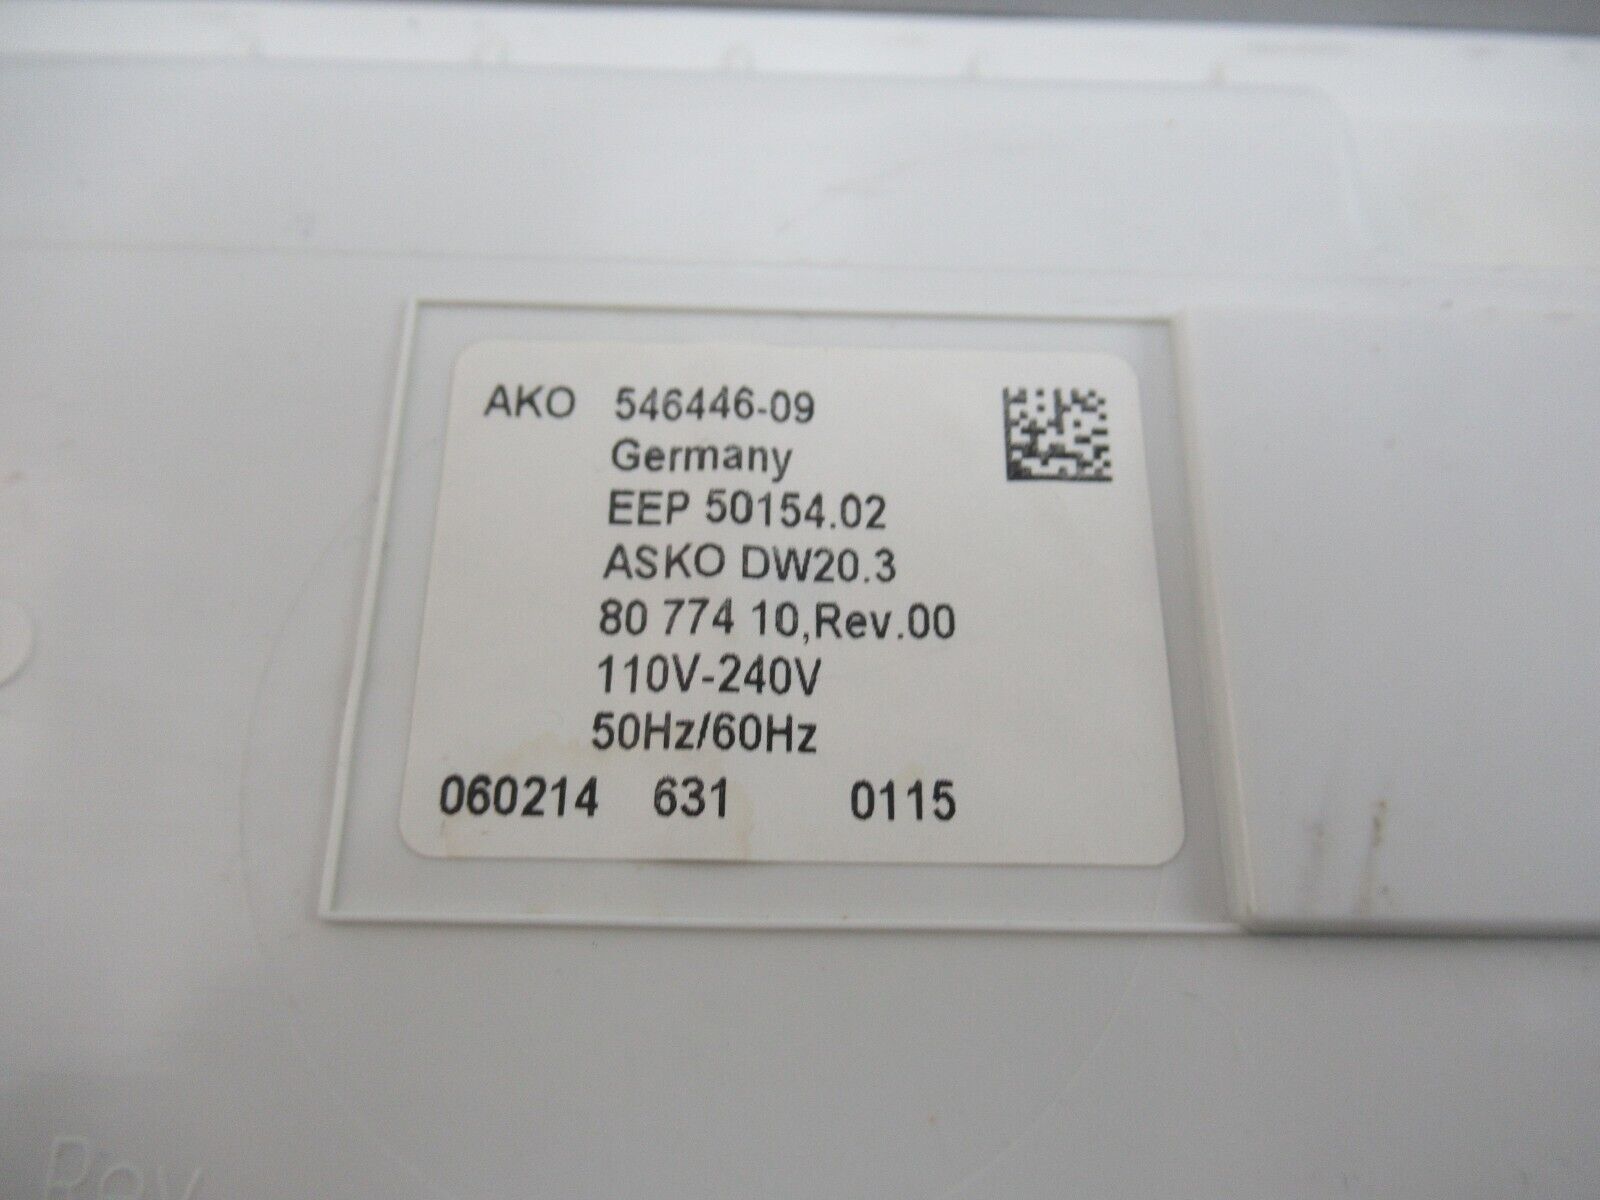 AKO 546446-09
Germany
EEP 50154.02
ASKO DW20.3
80 774 10,Rev.00
110V-240V
50Hz/60Hz
060214 631 0115
Rev